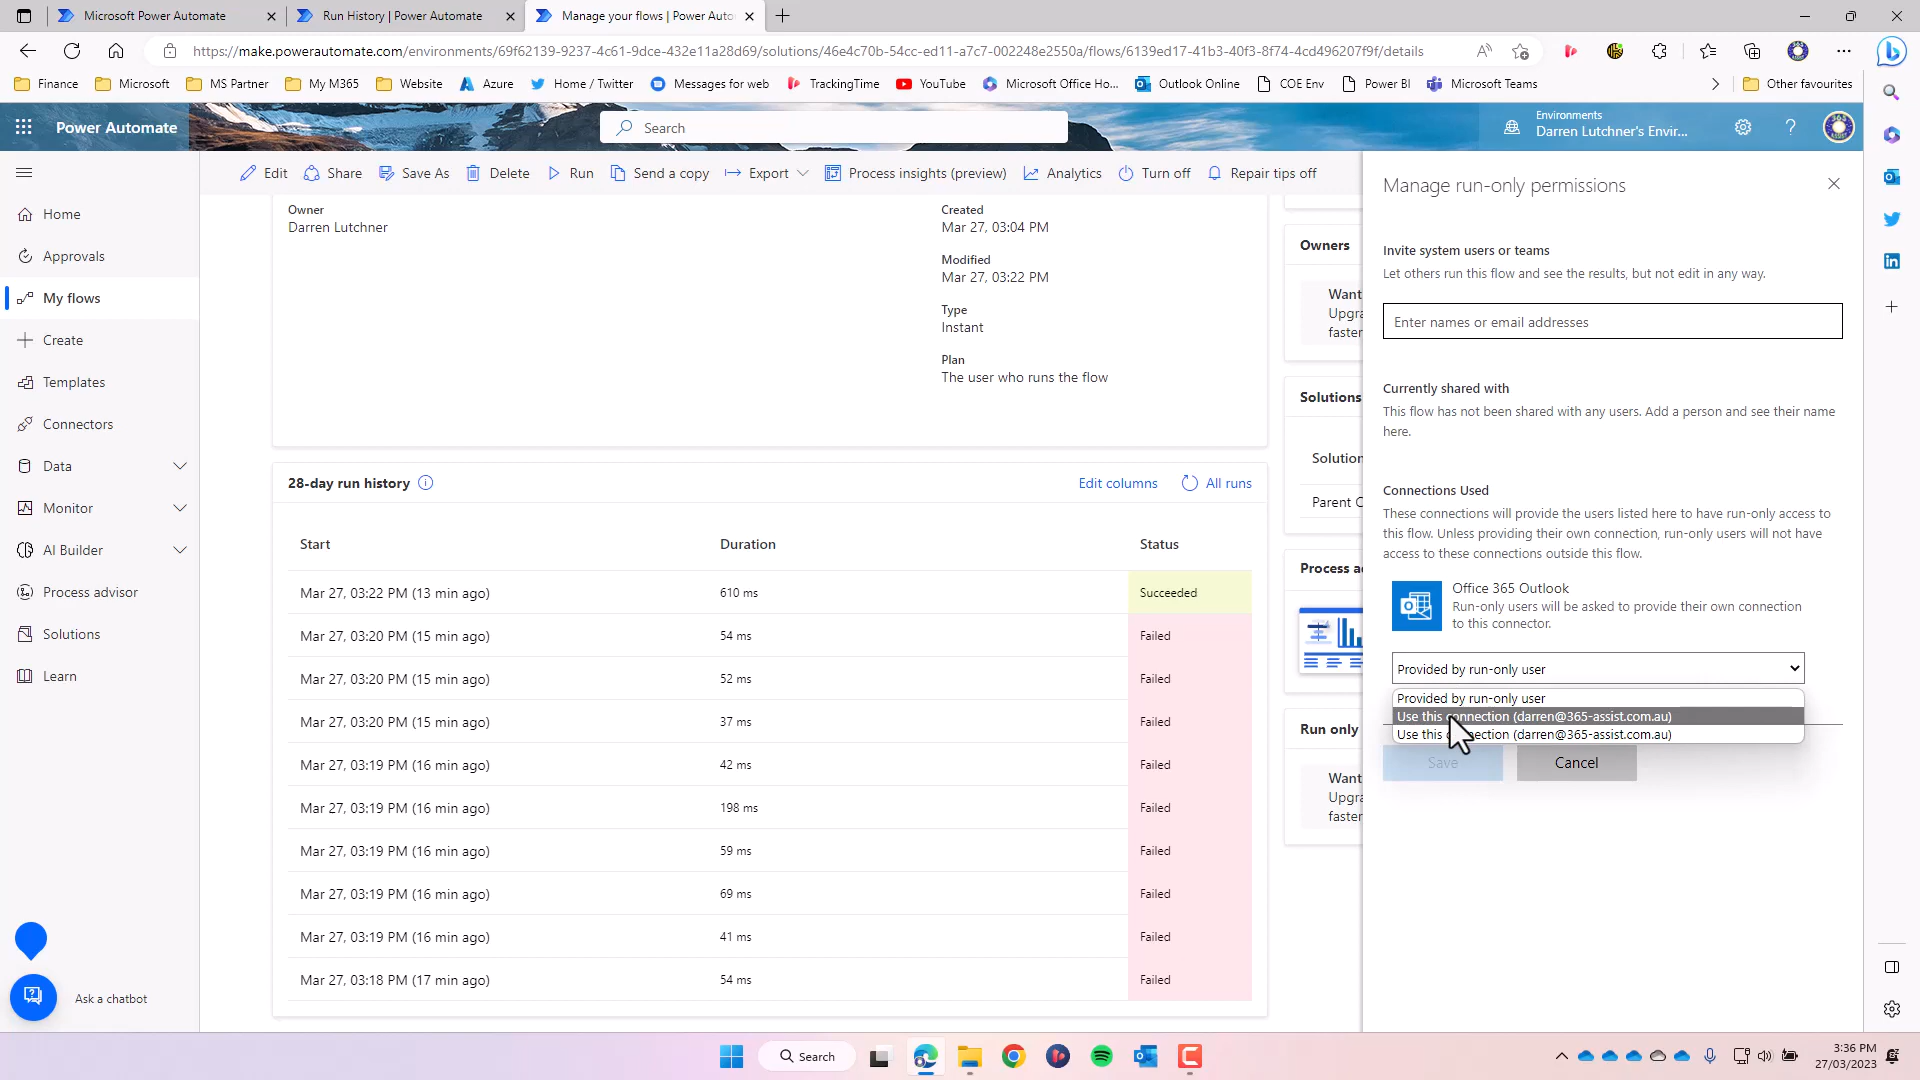 Microsoft Power Automate
Run History | Power Automate
Manage your flows | Power Auto
https://make.powerautomate.com/environments/69f62139-9237-4c61-9dce-432e11a28d69/solutions/46e4c70b-54cc-ed11-a7c7-002248e2550a/flows/6139ed17-41b3-40f3-8f74-4cd496207f9f/details
Finance
Microsoft
MS Partner
My M365
Website
Azure
Home / Twitter
Messages for web
TrackingTime
YouTube
Microsoft Office Ho...
Outlook Online
COE Env
Power BI
Microsoft Teams
Other favourites
Power Automate
Search
Environments
Darren Lutchner's Envir...
Edit
Share
Save As
Delete
Run
Send a copy
Export
Process insights (preview)
Analytics
Turn off
Repair tips off
Home
Approvals
My flows
Create
Templates
Connectors
Data
Monitor
AI Builder
Process advisor
Solutions
Learn
Ask a chatbot
Owner
Darren Lutchner
Created
Mar 27, 03:04 PM
Modified
Mar 27, 03:22 PM
Type
Instant
Plan
The user who runs the flow
28-day run history
Edit columns
All runs
Start Duration Status
Mar 27, 03:22 PM (13 min ago) 610 ms Succeeded
Mar 27, 03:20 PM (15 min ago) 54 ms Failed
Mar 27, 03:20 PM (15 min ago) 52 ms Failed
Mar 27, 03:20 PM (15 min ago) 37 ms Failed
Mar 27, 03:19 PM (16 min ago) 42 ms Failed
Mar 27, 03:19 PM (16 min ago) 198 ms Failed
Mar 27, 03:19 PM (16 min ago) 59 ms Failed
Mar 27, 03:19 PM (16 min ago) 69 ms Failed
Mar 27, 03:19 PM (16 min ago) 41 ms Failed
Mar 27, 03:18 PM (17 min ago) 54 ms Failed
Owners
Want
Upgra
faster
Solutions
Solution
Parent C
Process a
Run only
Want
Upgra
faster
Manage run-only permissions
Invite system users or teams
Let others run this flow and see the results, but not edit in any way.
Enter names or email addresses
Currently shared with
This flow has not been shared with any users. Add a person and see their name
here.
Connections Used
These connections will provide the users listed here to have run-only access to
this flow. Unless providing their own connection, run-only users will not have
access to these connections outside this flow.
Office 365 Outlook
Run-only users will be asked to provide their own connection
to this connector.
Provided by run-only user
Provided by run-only user
Use this connection (darren@365-assist.com.au)
Use this connection (darren@365-assist.com.au)
Save
Cancel
Search
3:36 PM
27/03/2023